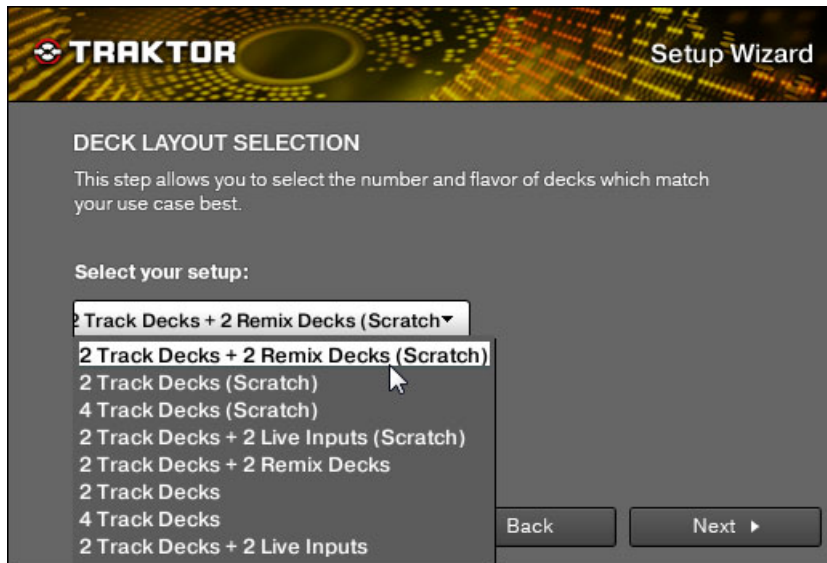 TRAKTOR
Setup Wizard
DECK LAYOUT SELECTION
This step allows you to select the number and flavor of decks which match
your use case best.
Select your setup:
2 Track Decks + 2 Remix Decks (Scratch
2 Track Decks + 2 Remix Decks (Scratch)
2 Track Decks (Scratch)
4 Track Decks (Scratch)
2 Track Decks + 2 Live Inputs (Scratch)
2 Track Decks + 2 Remix Decks
2 Track Decks
4 Track Decks
2 Track Decks + 2 Live Inputs
Back
Next